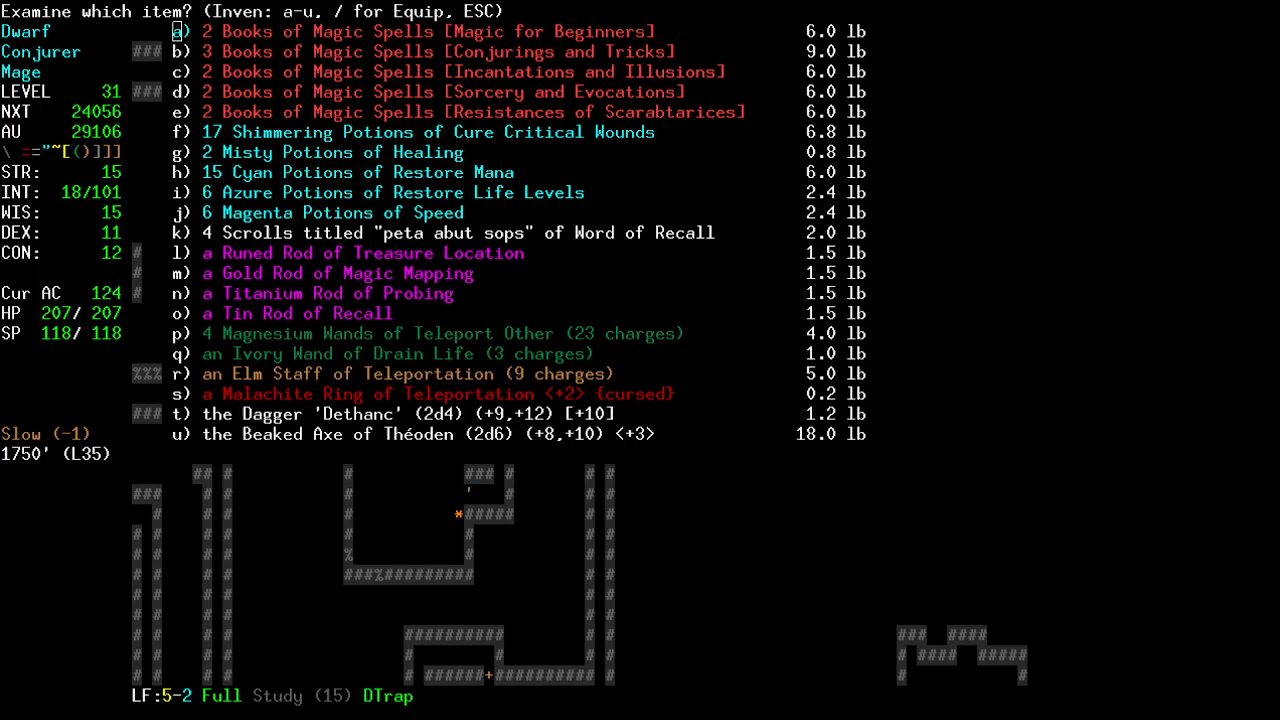 Examine which item? (Inven: a-u, / for Equip, ESC)
Dwarf a) 2 Books of Magic Spells [Magic for Beginners] 6.0 lb
Conjurer ### b) 3 Books of Magic Spells [Conjurings and Tricks] 9.0 lb
Mage c) 2 Books of Magic Spells [Incantations and Illusions] 6.0 lb
LEVEL 31 ### d) 2 Books of Magic Spells [Sorcery and Evocations] 6.0 lb
NXT 24056 e) 2 Books of Magic Spells [Resistances of Scarabtarices] 6.0 lb
AU 29106 f) 17 Shimmering Potions of Cure Critical Wounds 6.8 lb
\ =="~[()]]] g) 2 Misty Potions of Healing 0.8 lb
STR: 15 h) 15 Cyan Potions of Restore Mana 6.0 lb
INT: 18/101 i) 6 Azure Potions of Restore Life Levels 2.4 lb
WIS: 15 j) 6 Magenta Potions of Speed 2.4 lb
DEX: 11 k) 4 Scrolls titled "peta abut sops" of Word of Recall 2.0 lb
CON: 12 # l) a Runed Rod of Treasure Location 1.5 lb
# m) a Gold Rod of Magic Mapping 1.5 lb
Cur AC 124 # n) a Titanium Rod of Probing 1.5 lb
HP 207/ 207 o) a Tin Rod of Recall 1.5 lb
SP 118/ 118 p) 4 Magnesium Wands of Teleport Other (23 charges) 4.0 lb
q) an Ivory Wand of Drain Life (3 charges) 1.0 lb
%%% r) an Elm Staff of Teleportation (9 charges) 5.0 lb
s) a Malachite Ring of Teleportation <+2> {cursed} 0.2 lb
### t) the Dagger 'Dethanc' (2d4) (+9,+12) [+10] 1.2 lb
Slow (-1) u) the Beaked Axe of Théoden (2d6) (+8,+10) <+3> 18.0 lb
1750' (L35)
## # # ### # # #
### # # # ' # # #
# # # # *##### # #
# # # # # # # #
# # # # % # # #
# # # # ###%######### # #
# # # # # #
# # # # # #
# # # # ########## # # ### ####
# # # # # # # # # #### #####
# # # # # ######+########## # # #
LF:5-2 Full Study (15) DTrap